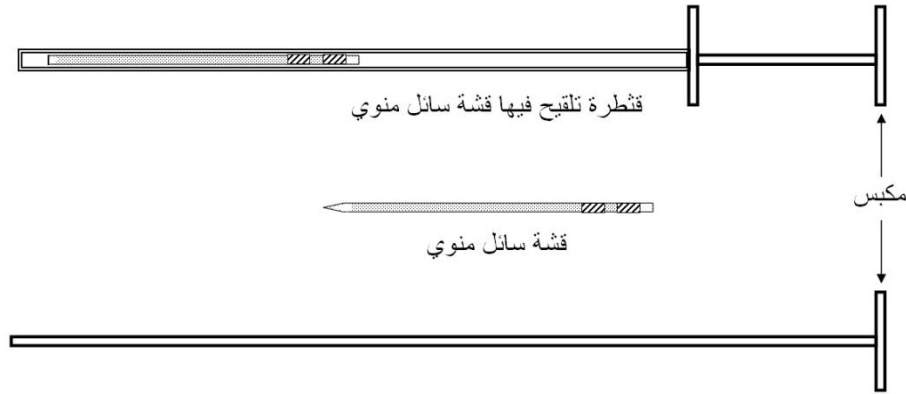 قثطرة تلقيح فيها قشة سائل منوي
مكبس
قشة سائل منوي